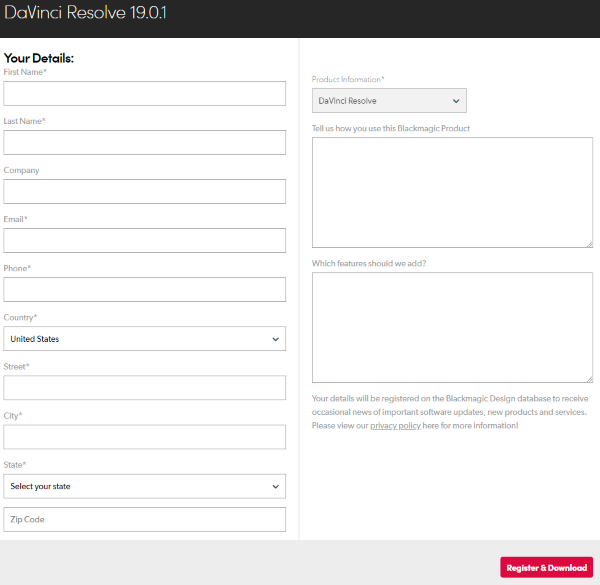 DaVinci Resolve 19.0.1
Your Details:
First Name*
Last Name*
Company
Email*
Phone*
Country*
United States
Street*
City*
State*
Select your state
Zip Code
Product Information*
DaVinci Resolve
Tell us how you use this Blackmagic Product
Which features should we add?
Your details will be registered on the Blackmagic Design database to receive
occasional news of important software updates, new products and services.
Please view our privacy policy here for more information!
Register & Download